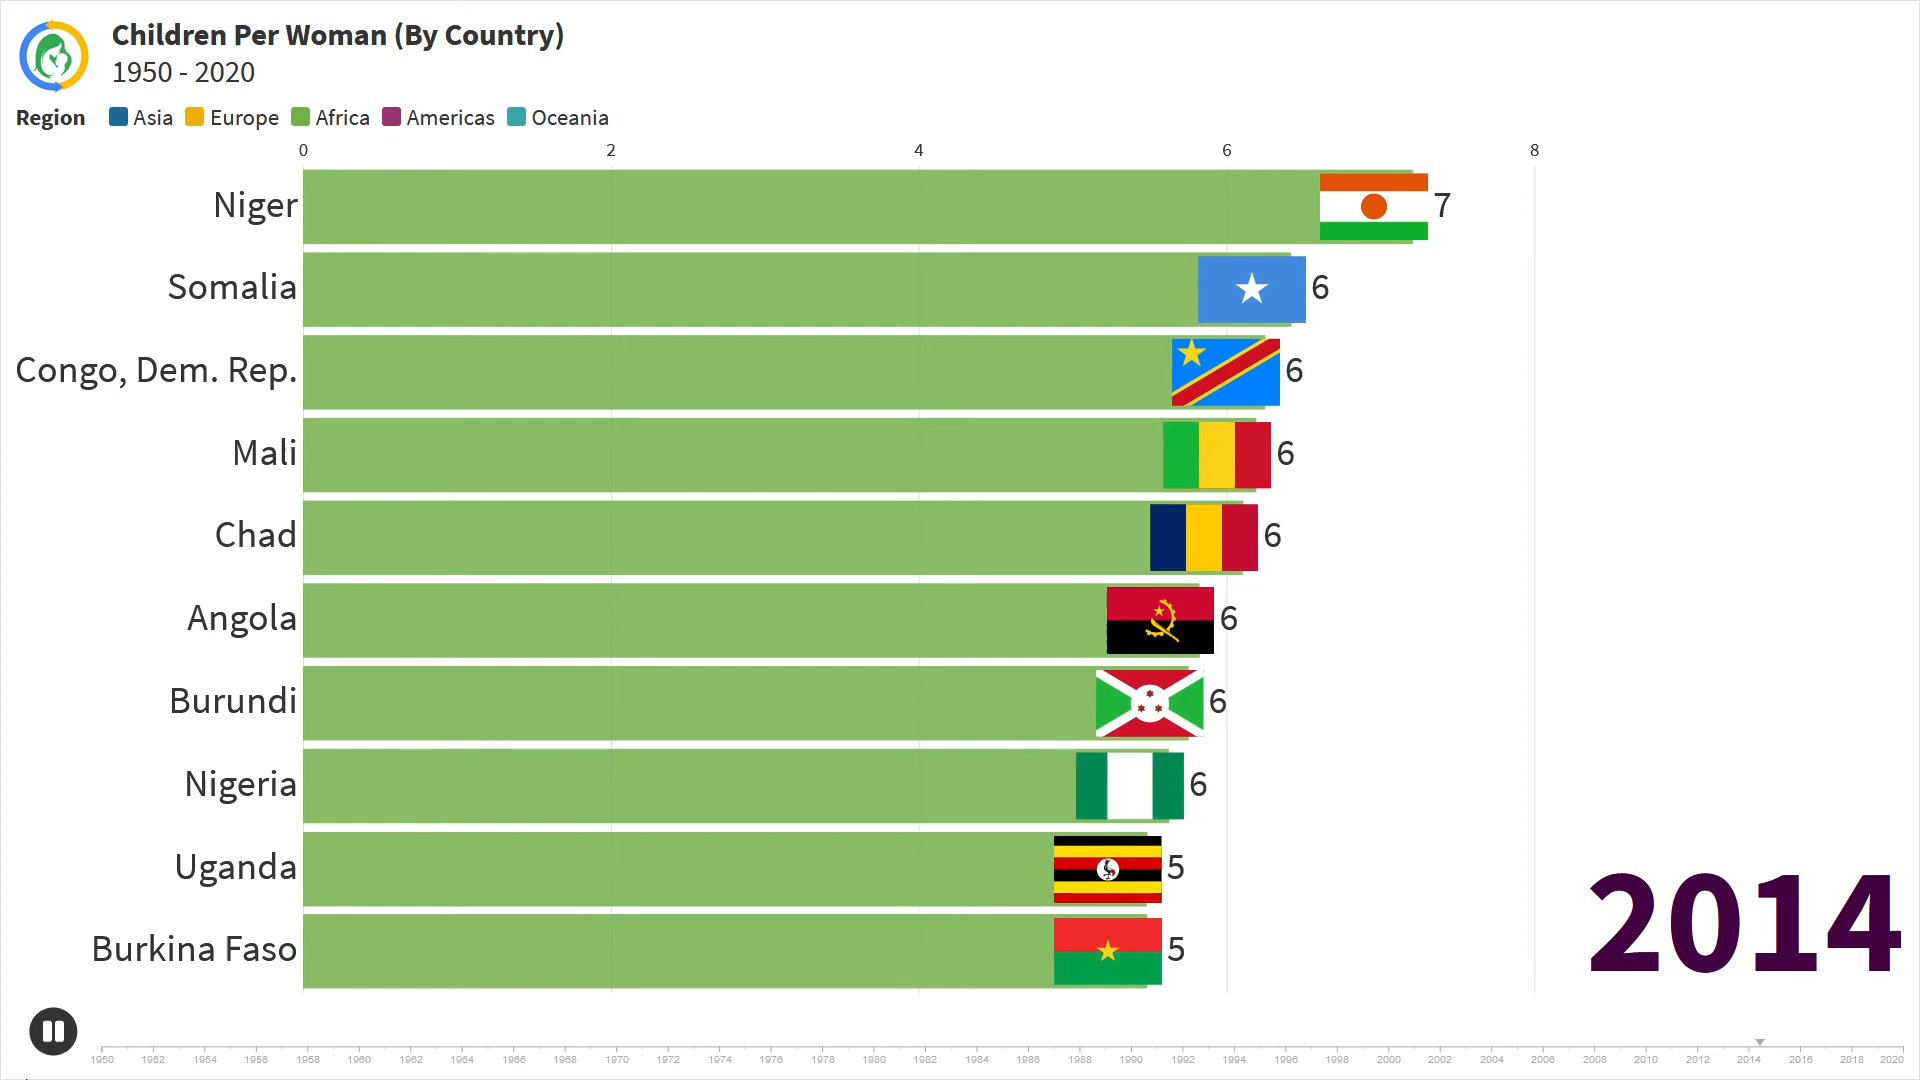 Children Per Woman (By Country)
1950 - 2020
Region Asia Europe Africa Americas Oceania
0 2 4 6 8
Niger 7
Somalia 6
Congo, Dem. Rep. 6
Mali 6
Chad 6
Angola 6
Burundi 6
Nigeria 6
Uganda 5
Burkina Faso 5
2014
1950 1952 1954 1956 1958 1960 1962 1964 1966 1968 1970 1972 1974 1976 1978 1980 1982 1984 1986 1988 1990 1992 1994 1996 1998 2000 2002 2004 2006 2008 2010 2012 2014 2016 2018 2020